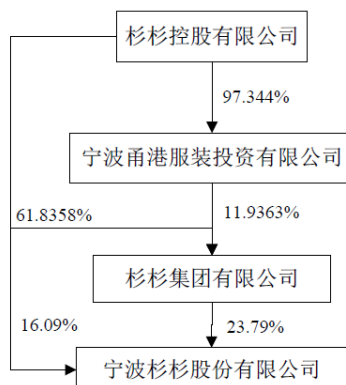 杉杉控股有限公司
97.344%
宁波甬港服装投资有限公司
61.8358%
11.9363%
杉杉集团有限公司
16.09%
23.79%
宁波杉杉股份有限公司